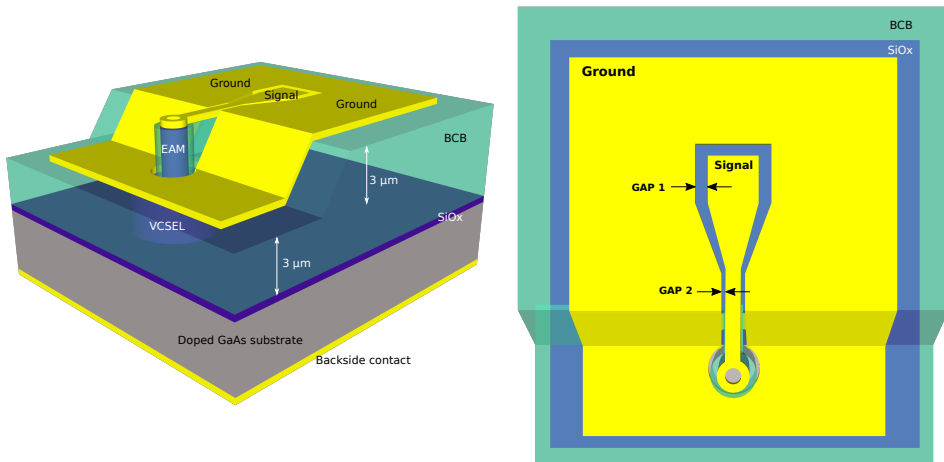 Ground
Signal
Ground
EAM
BCB
3 μm
VCSEL
SiOx
3 μm
Doped GaAs substrate
Backside contact
BCB
SiOx
Ground
Signal
GAP 1
GAP 2